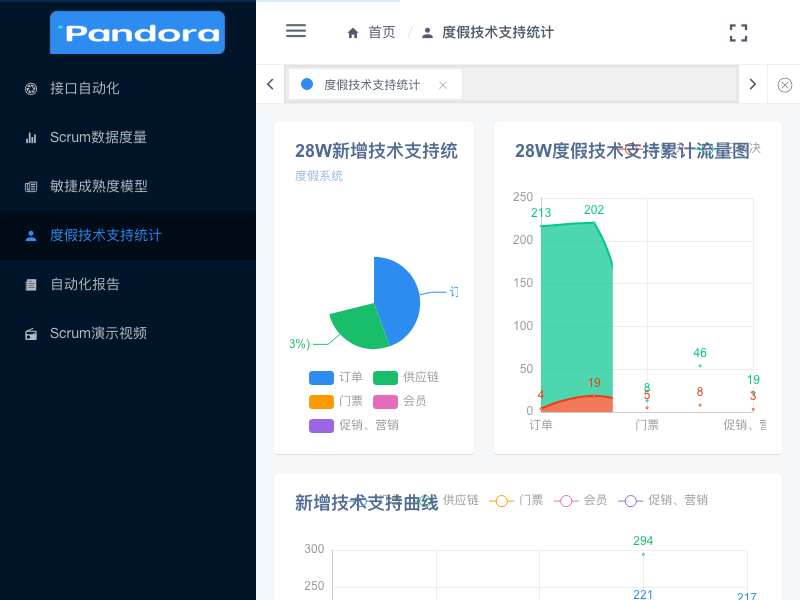 Pandora
接口自动化
Scrum数据度量
敏捷成熟度模型
度假技术支持统计
自动化报告
Scrum演示视频
首页 / 度假技术支持统计
度假技术支持统计
28W新增技术支持统
度假系统
3%)
订单 供应链
门票 会员
促销、营销
28W度假技术支持累计流量图
250
200
150
100
50
0
213
202
46
19
8
4
19
5
8
3
订单
门票
促销、营
新增技术支持曲线
供应链 门票 会员 促销、营销
300
250
294
221
217